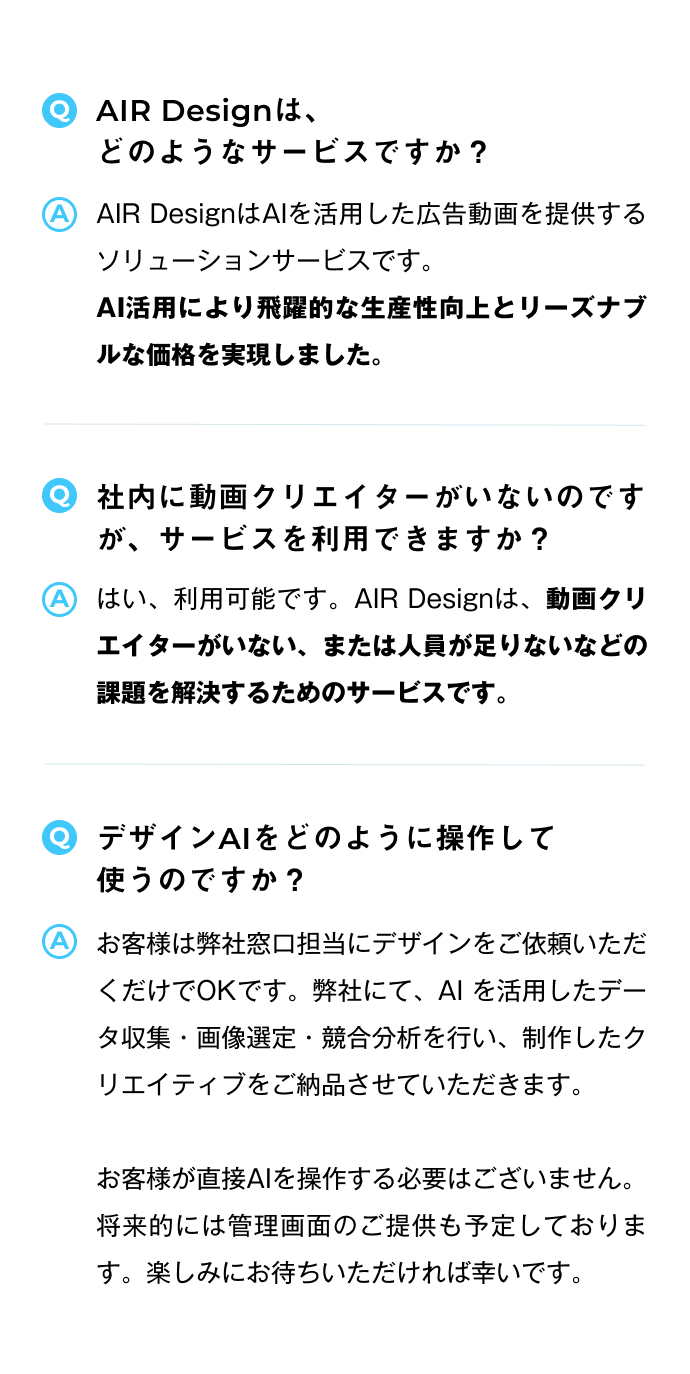 Q AIR Designは、
どのようなサービスですか？
A AIR DesignはAIを活用した広告動画を提供する
ソリューションサービスです。
AI活用により飛躍的な生産性向上とリーズナブ
ルな価格を実現しました。
Q 社内に動画クリエイターがいないのです
が、サービスを利用できますか？
A はい、利用可能です。AIR Designは、動画クリ
エイターがいない、または人員が足りないなどの
課題を解決するためのサービスです。
Q デザインAIをどのように操作して
使うのですか？
A お客様は弊社窓口担当にデザインをご依頼いただ
くだけでOKです。弊社にて、AI を活用したデー
タ収集・画像選定・競合分析を行い、制作したク
リエイティブをご納品させていただきます。
お客様が直接AIを操作する必要はございません。
将来的には管理画面のご提供も予定しておりま
す。楽しみにお待ちいただければ幸いです。